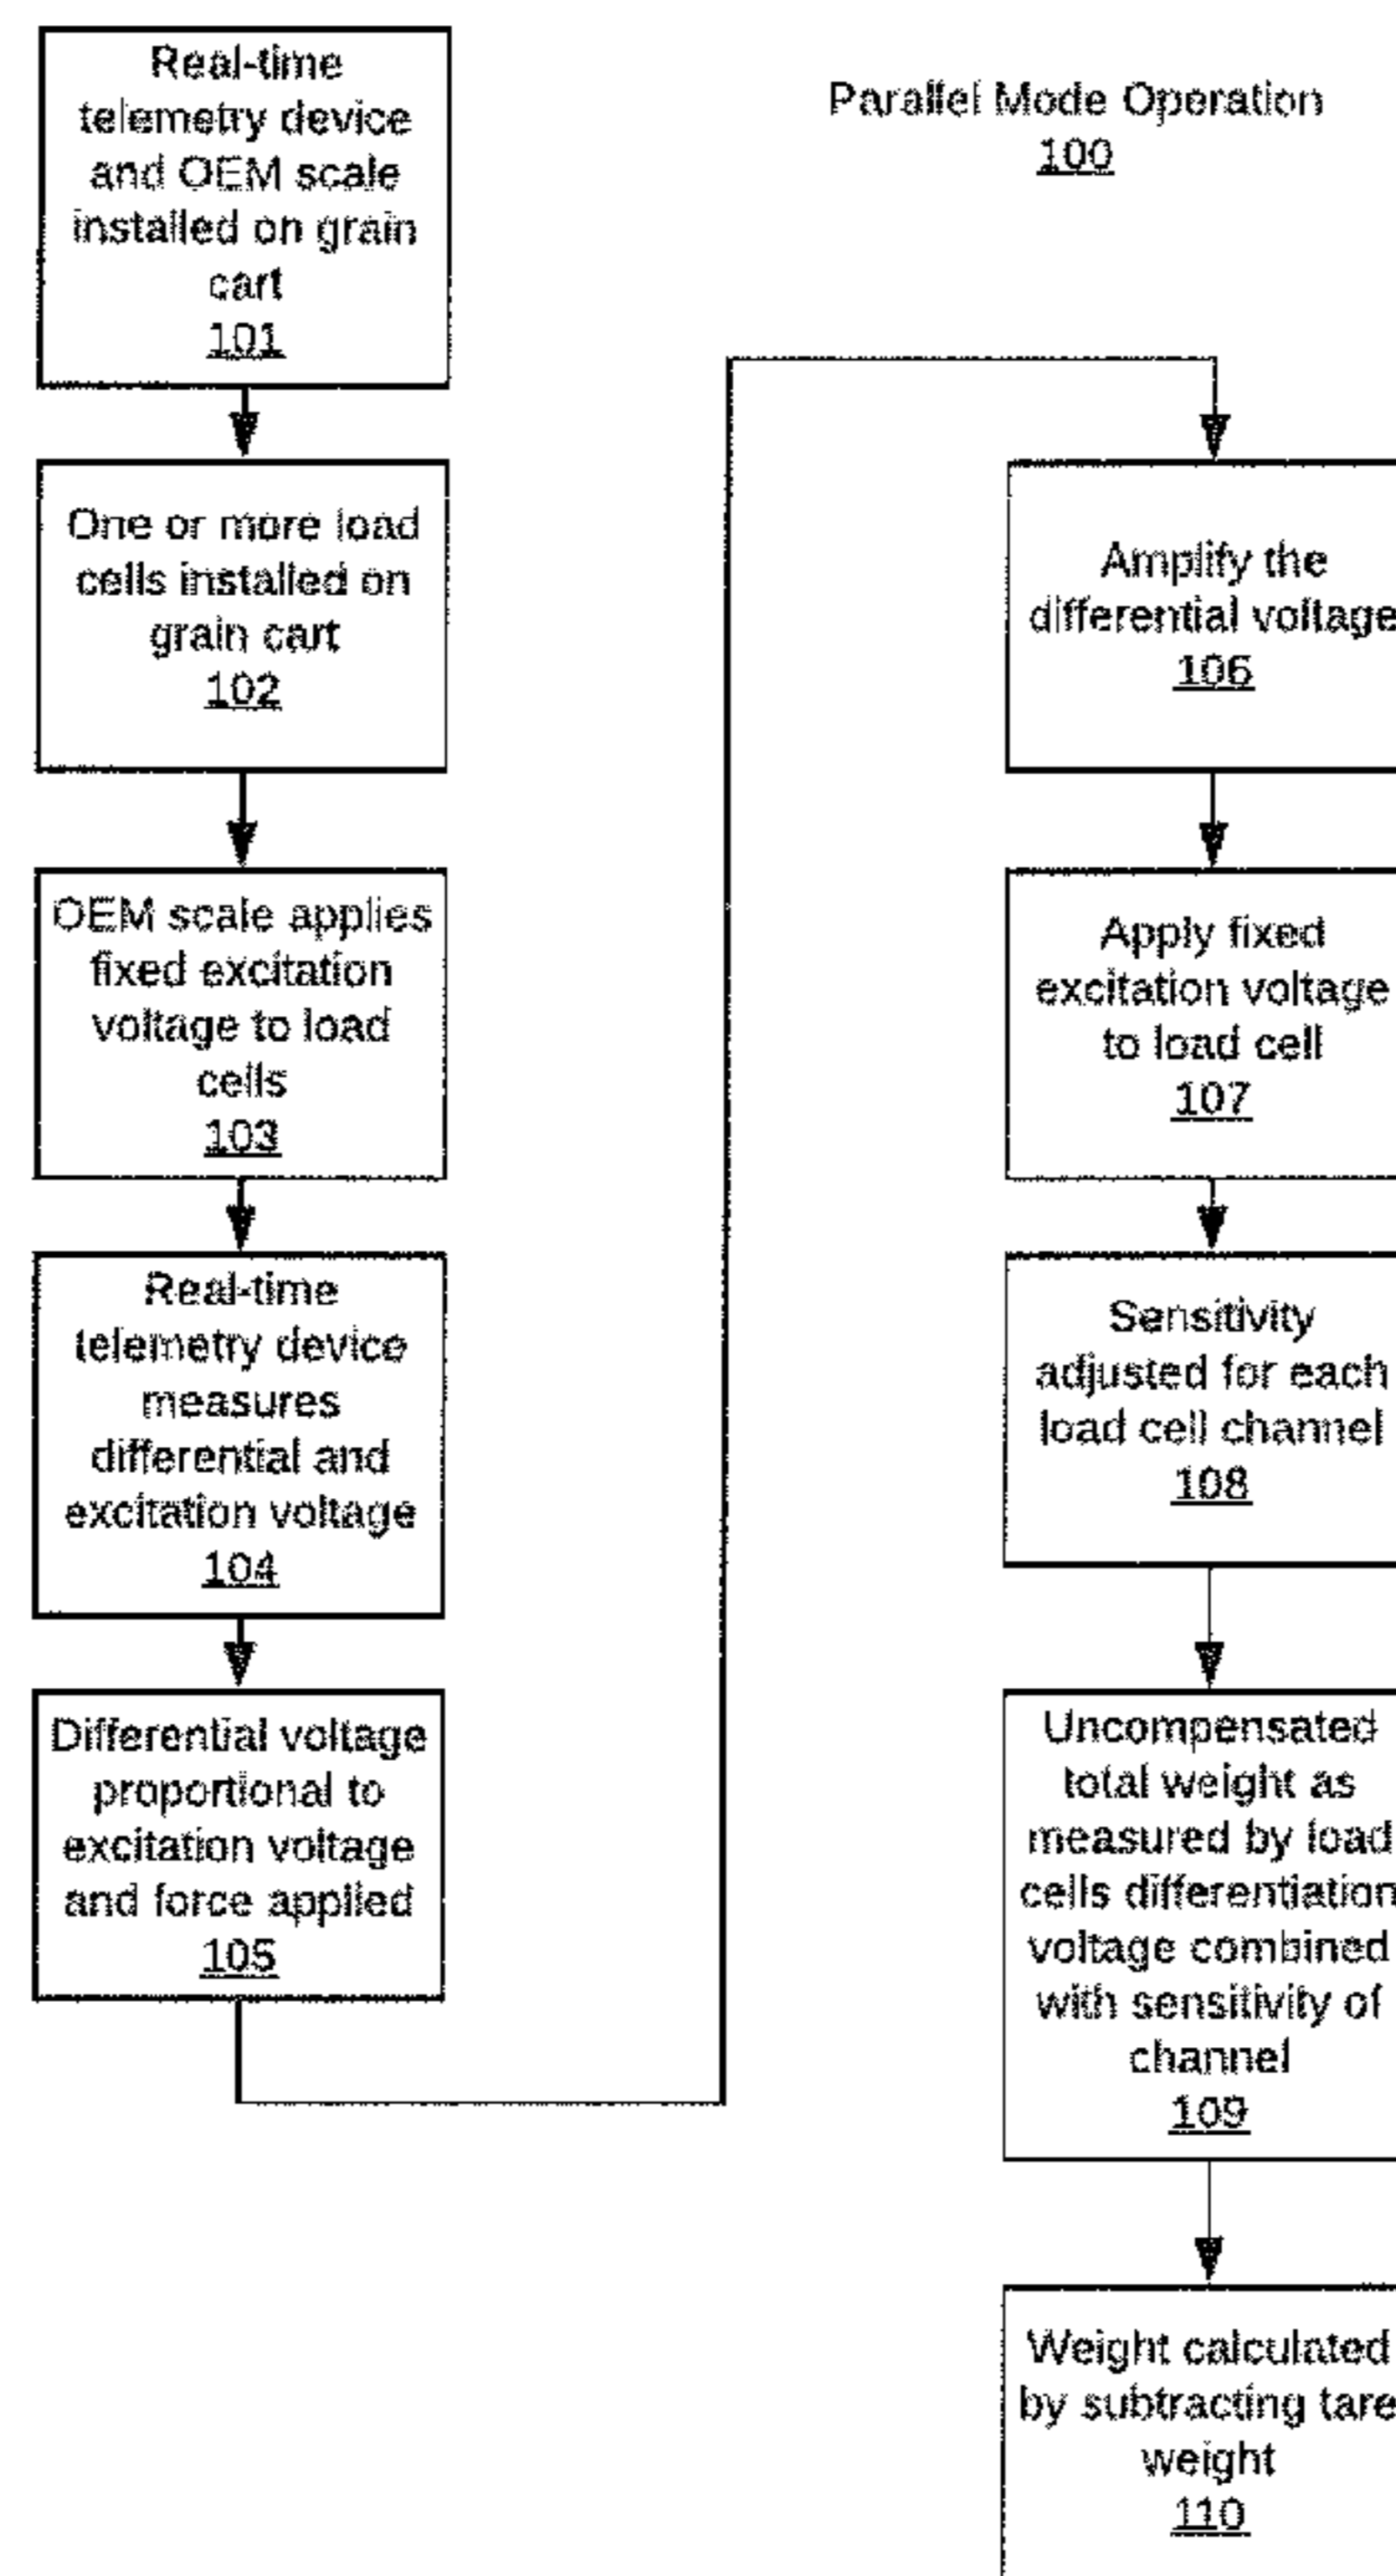 Real-time
telemetry device
and OEM scale
installed on grain
cart
101
One or more load
cells installed on
grain cart
102
OEM scale applies
fixed excitation
voltage to load
cells
103
Real-time
telemetry device
measures
differential and
excitation voltage
104
Differential voltage
proportional to
excitation voltage
and force applied
105
Parallel Mode Operation
100
Amplify the
differential voltage
106
Apply fixed
excitation voltage
to load cell
107
Sensitivity
adjusted for each
load cell channel
108
Uncompensated
total weight as
measured by load
cells differentiation
voltage combined
with sensitivity of
channel
109
Weight calculated
by subtracting tare
weight
110